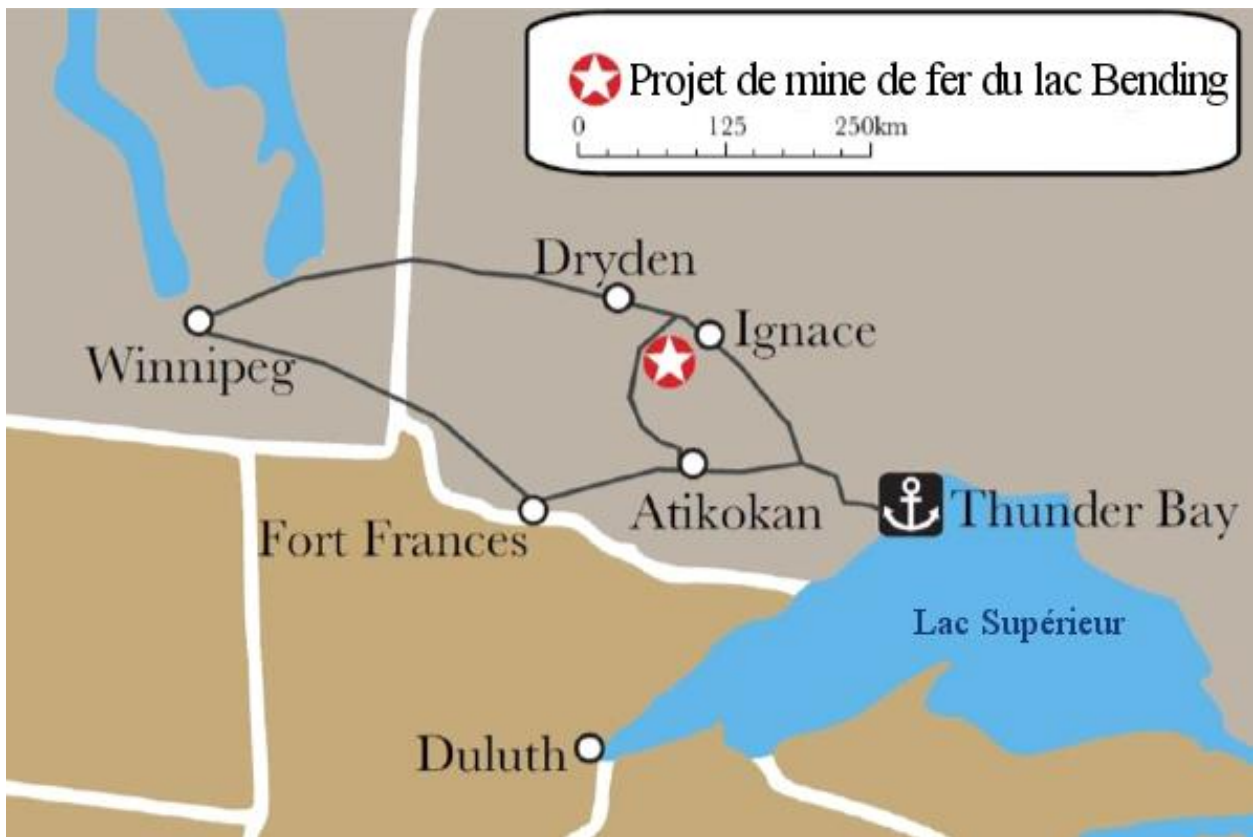 Projet de mine de fer du lac Bending
0 125 250km
Dryden
Ignace
Winnipeg
Atikokan
Thunder Bay
Fort Frances
Lac Supérieur
Duluth